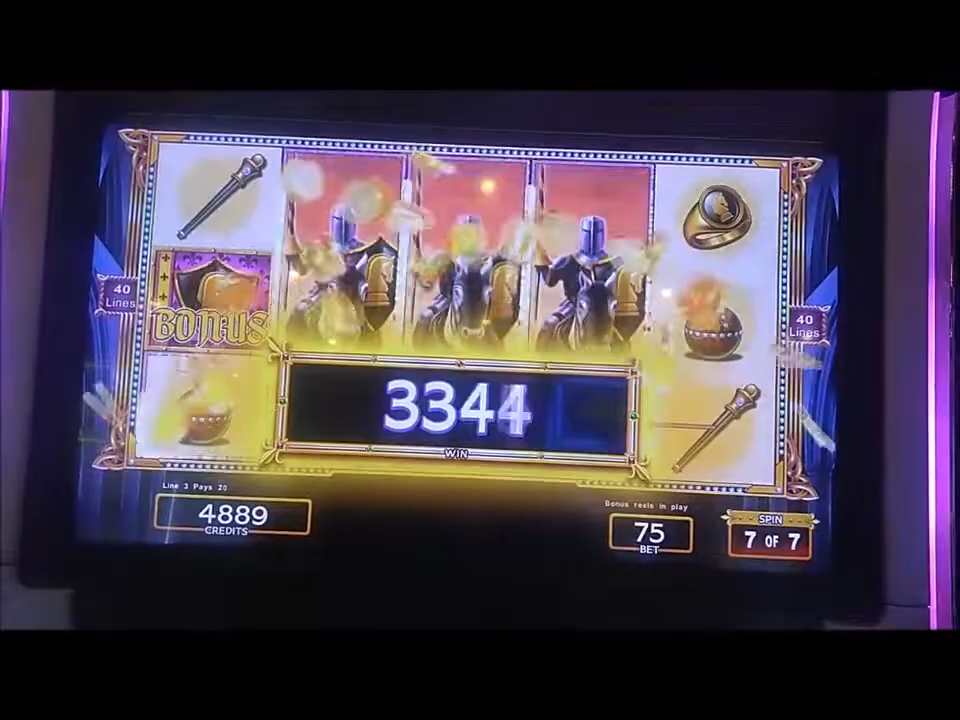 40
Lines
BONUS
40
Lines
3344
WIN
Line 3 Pays 20
4889
CREDITS
Bonus reels in play
75
BET
SPIN
7 OF 7